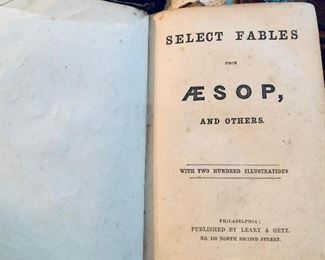 SELECT FABLES
FROM
ÆSOP,
AND OTHERS.
WITH TWO HUNDRED ILLUSTRATIONS
PHILADELPHIA;
PUBLISHED BY LEARY & GETZ.
NO. 138 NORTH SECOND STREET.